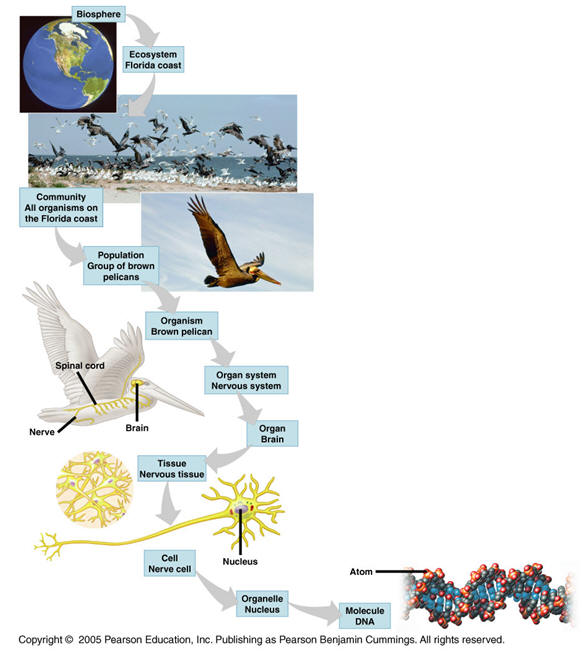 Biosphere
Ecosystem
Florida coast
Community
All organisms on
the Florida coast
Population
Group of brown
pelicans
Organism
Brown pelican
Spinal cord
Organ system
Nervous system
Nerve
Brain
Organ
Brain
Tissue
Nervous tissue
Cell
Nerve cell
Nucleus
Atom
Organelle
Nucleus
Molecule
DNA
Copyright © 2005 Pearson Education, Inc. Publishing as Pearson Benjamin Cummings. All rights reserved.